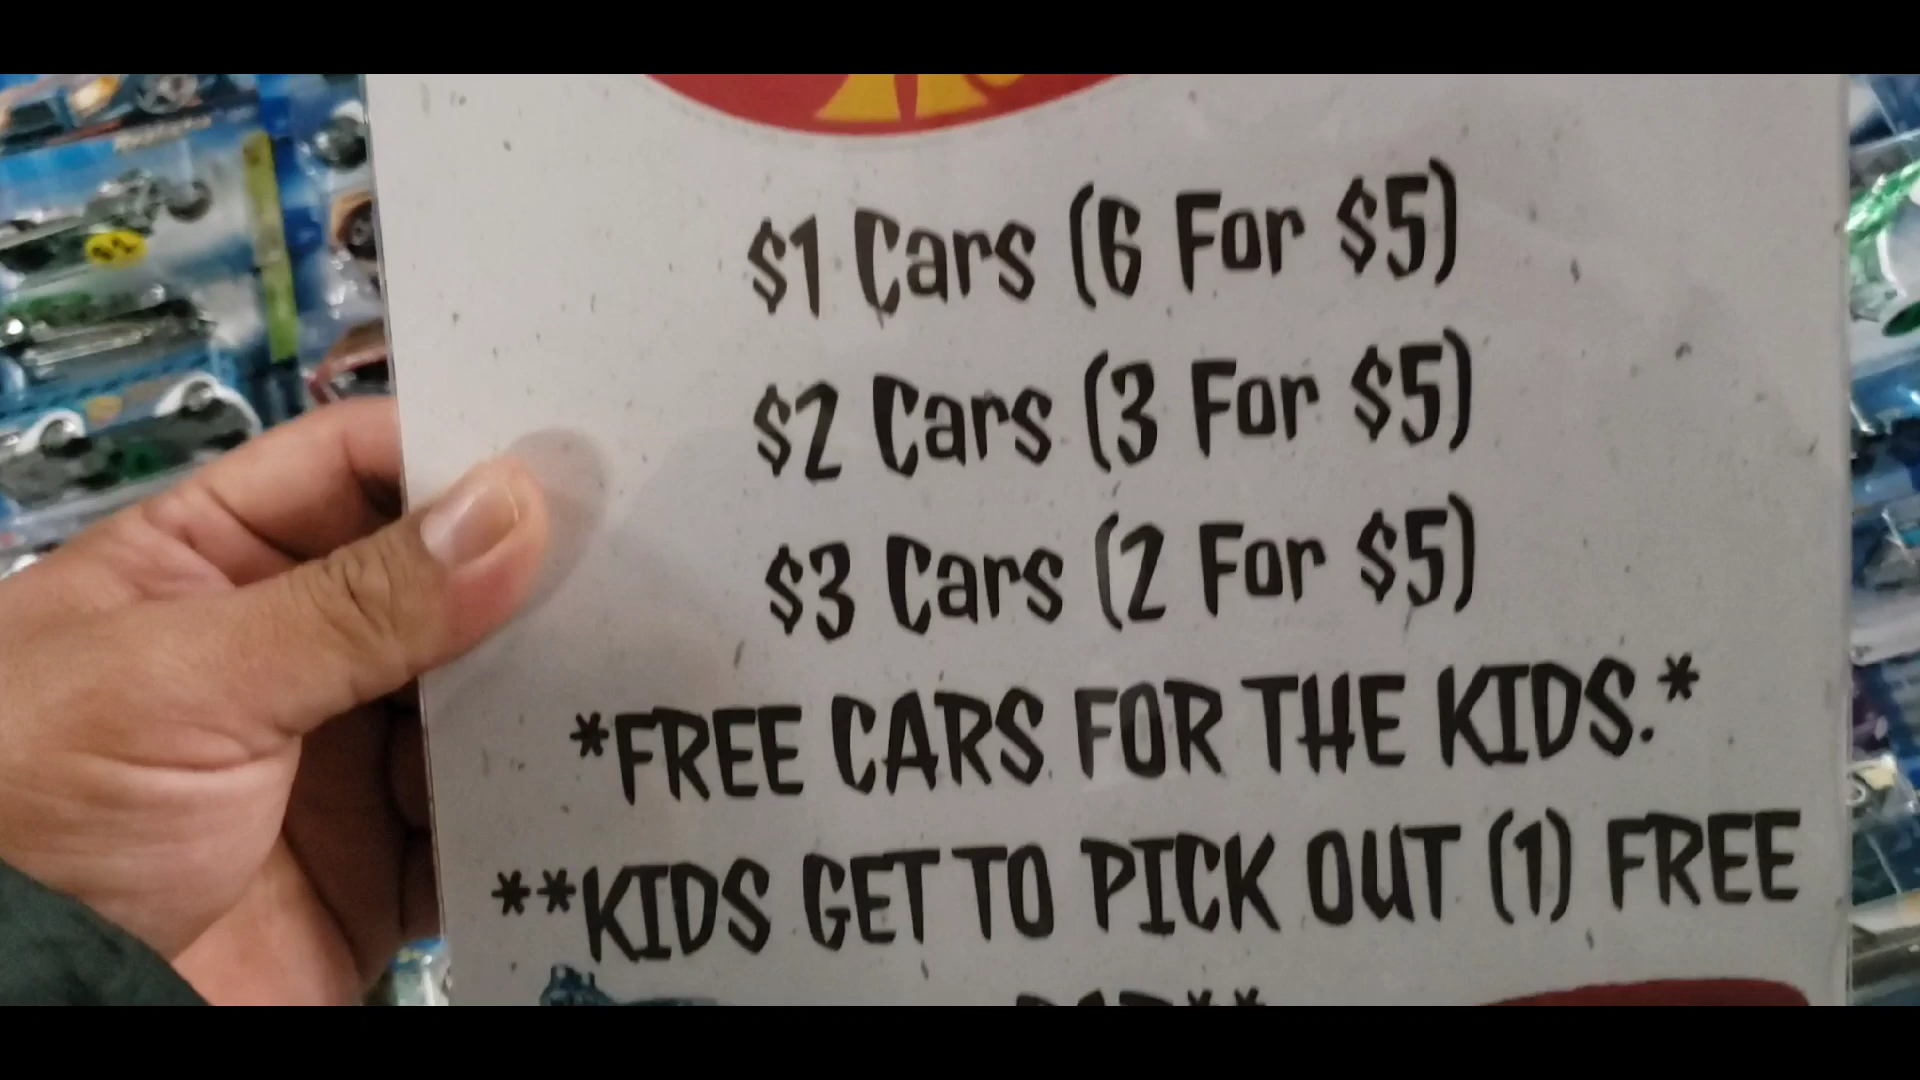 $1 Cars (6 For $5)
$2 Cars (3 For $5)
$3 Cars (2 For $5)
*FREE CARS FOR THE KIDS.*
**KIDS GET TO PICK OUT (1) FREE